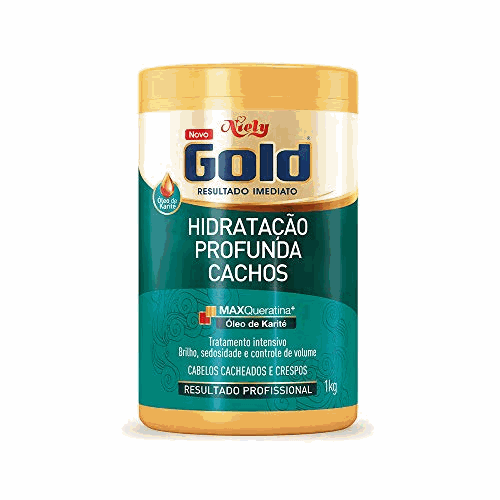 Novo
Niely
Gold
RESULTADO IMEDIATO
Óleo de
Karité
HIDRATAÇÃO
PROFUNDA
CACHOS
MAXQueratina+
Óleo de Karité
Tratamento intensivo
Brilho, sedosidade e controle de volume
CABELOS CACHEADOS E CRESPOS
RESULTADO PROFISSIONAL
1kg